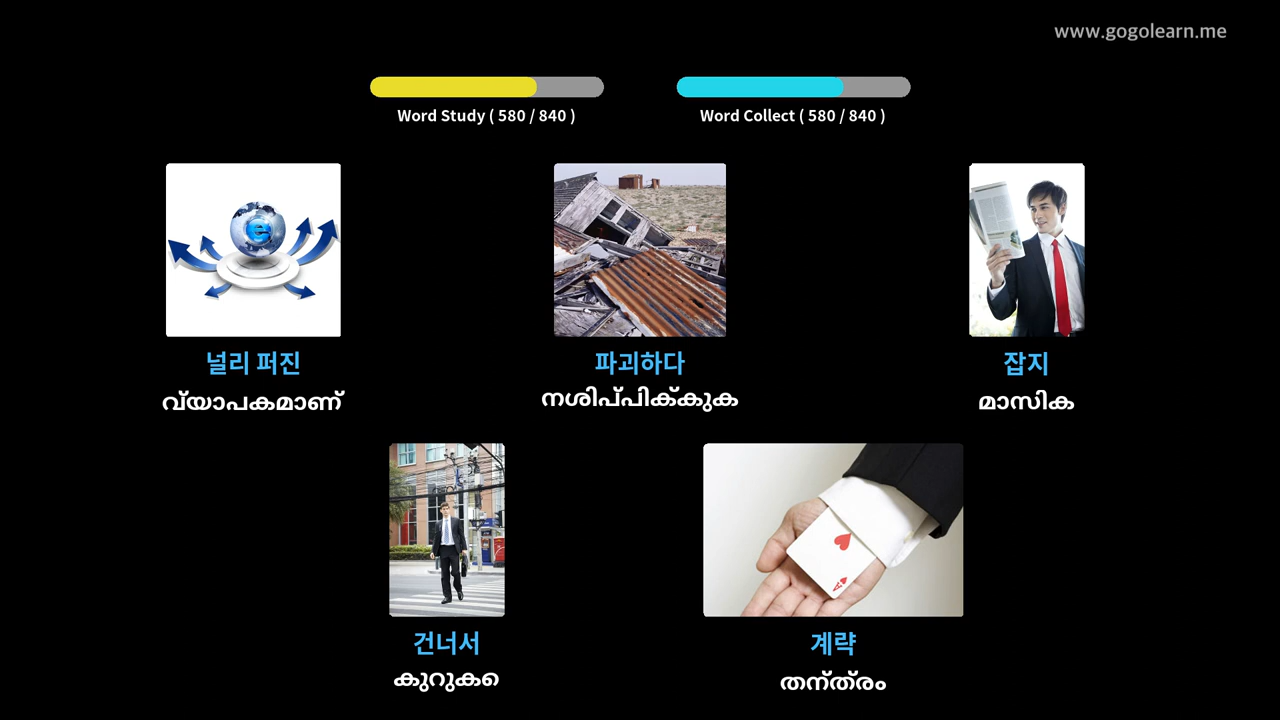 www.gogolearn.me
Word Study ( 580 / 840 )
Word Collect ( 580 / 840 )
널리 퍼진
വ്യാപകമാണ്
파괴하다
നശിപ്പിക്കുക
잡지
മാസിക
건너서
കുറുകെ
계략
തന്ത്രം